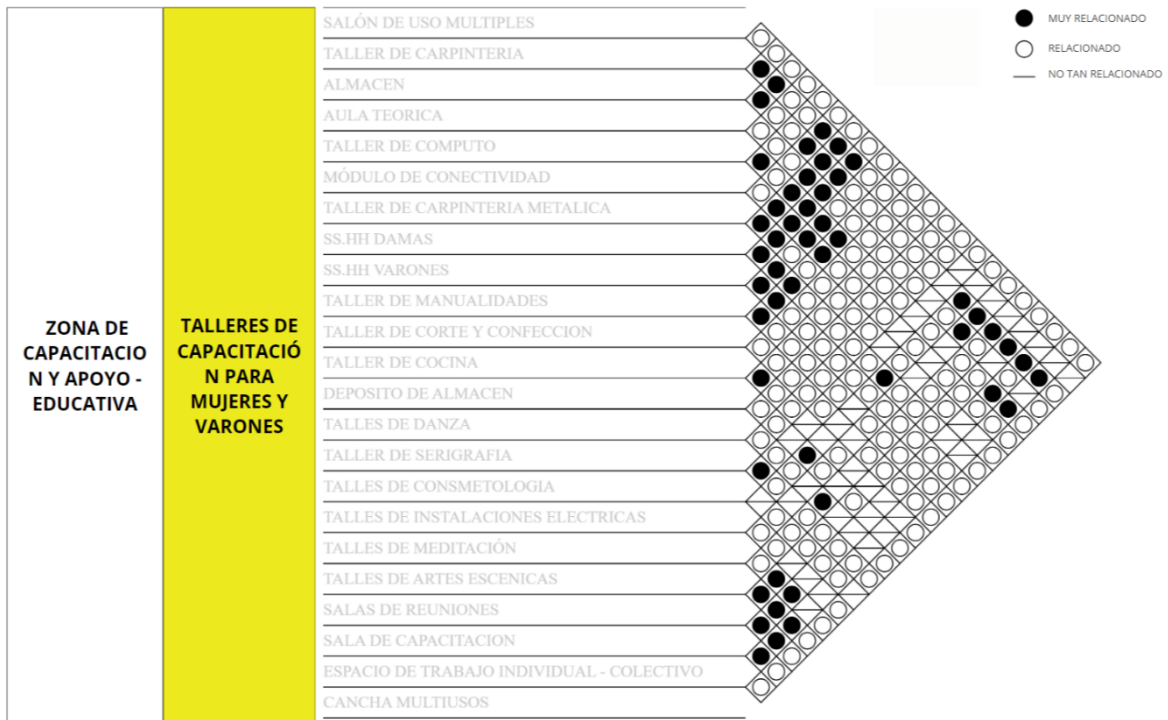 ZONA DE
CAPACITACIO
N Y APOYO -
EDUCATIVA
TALLERES DE
CAPACITACIÓ
N PARA
MUJERES Y
VARONES
SALÓN DE USO MULTIPLES
TALLER DE CARPINTERIA
ALMACEN
AULA TEORICA
TALLER DE COMPUTO
MÓDULO DE CONECTIVIDAD
TALLER DE CARPINTERIA METALICA
SS.HH DAMAS
SS.HH VARONES
TALLER DE MANUALIDADES
TALLER DE CORTE Y CONFECCION
TALLER DE COCINA
DEPOSITO DE ALMACEN
TALLES DE DANZA
TALLER DE SERIGRAFIA
TALLES DE CONSMETOLOGIA
TALLES DE INSTALACIONES ELECTRICAS
TALLES DE MEDITACIÓN
TALLES DE ARTES ESCENICAS
SALAS DE REUNIONES
SALA DE CAPACITACION
ESPACIO DE TRABAJO INDIVIDUAL - COLECTIVO
CANCHA MULTIUSOS
MUY RELACIONADO
RELACIONADO
NO TAN RELACIONADO